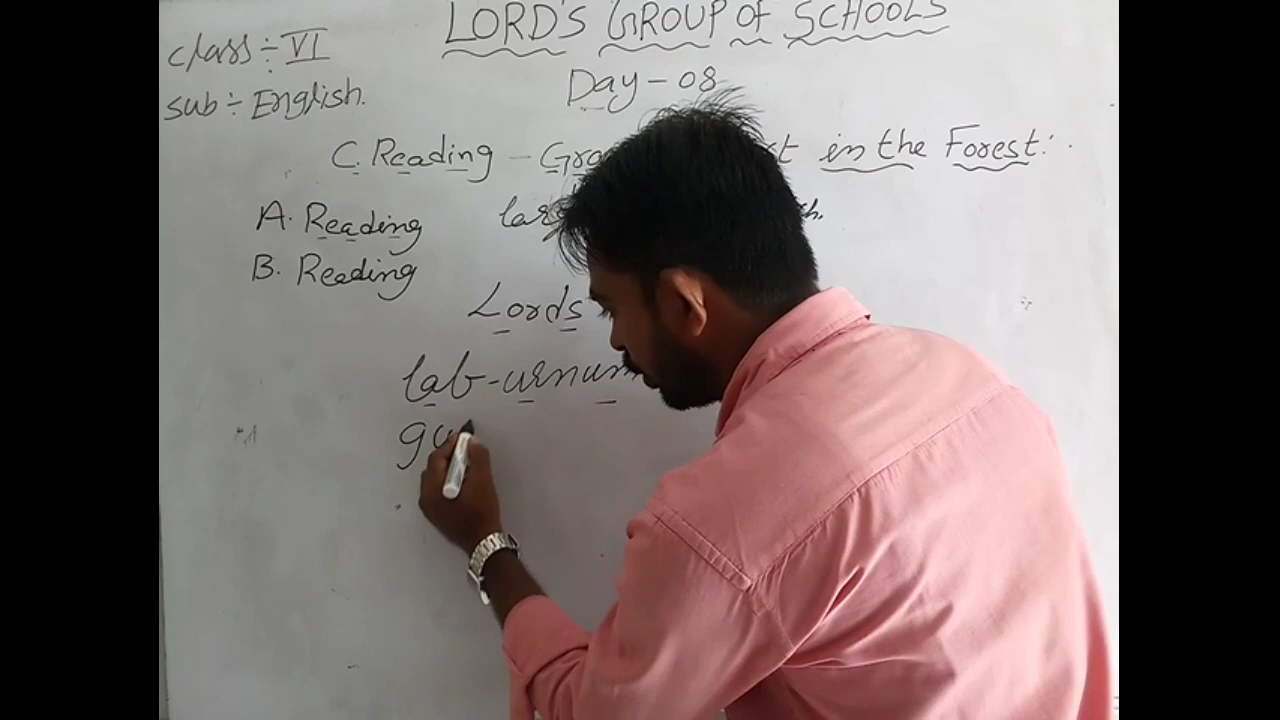 LORD'S GROUP OF SCHOOLS
class ÷ VI
Day - 08
sub ÷ English.
C. Reading - in the Forest:
A. Reading
B. Reading
Lords
lab-urnum